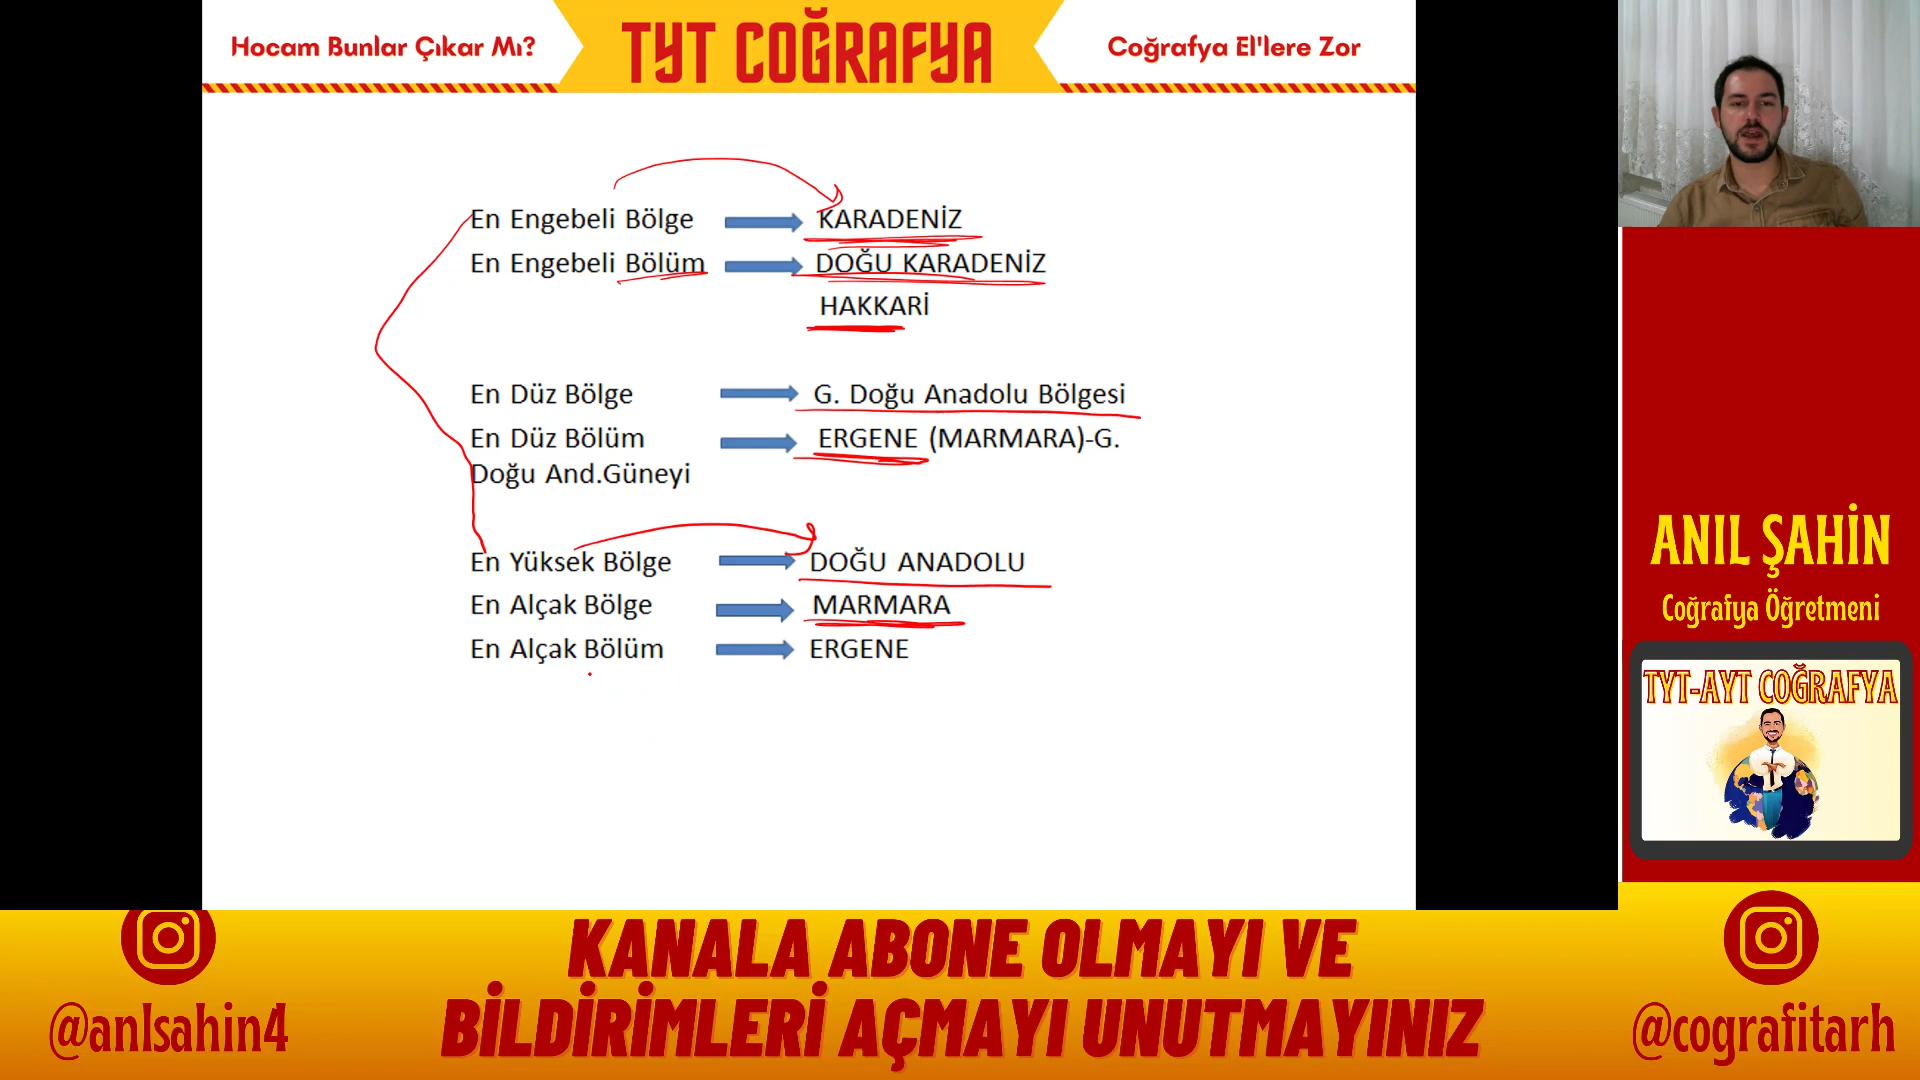 Hocam Bunlar Çıkar Mı?
TYT COĞRAFYA
Coğrafya El'lere Zor
En Engebeli Bölge KARADENİZ
En Engebeli Bölüm DOĞU KARADENİZ
HAKKARİ
En Düz Bölge G. Doğu Anadolu Bölgesi
En Düz Bölüm ERGENE (MARMARA)-G.
Doğu And.Güneyi
En Yüksek Bölge DOĞU ANADOLU
En Alçak Bölge MARMARA
En Alçak Bölüm ERGENE
ANIL ŞAHİN
Coğrafya Öğretmeni
TYT-AYT COĞRAFYA
KANALA ABONE OLMAYI VE
BİLDİRİMLERİ AÇMAYI UNUTMAYINIZ
@anlsahin4
@cografitarh